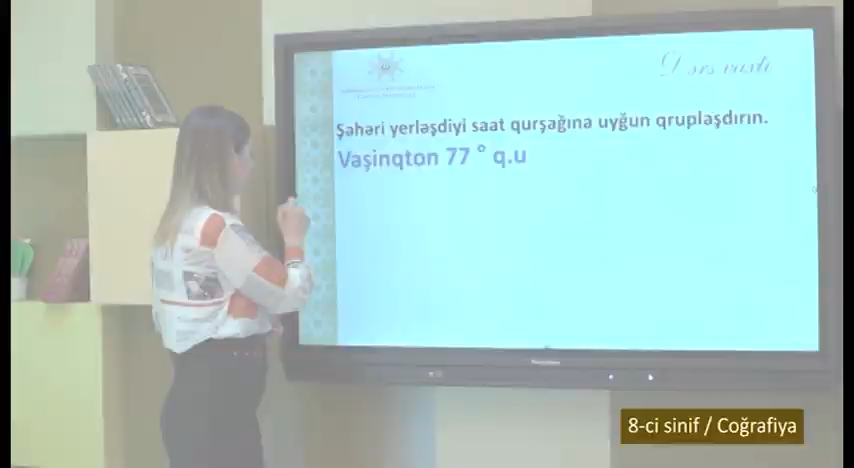 Dərs vaxtı
Şəhəri yerləşdiyi saat qurşağına uyğun qruplaşdırın.
Vaşinqton 77 ° q.u
8-ci sinif / Coğrafiya